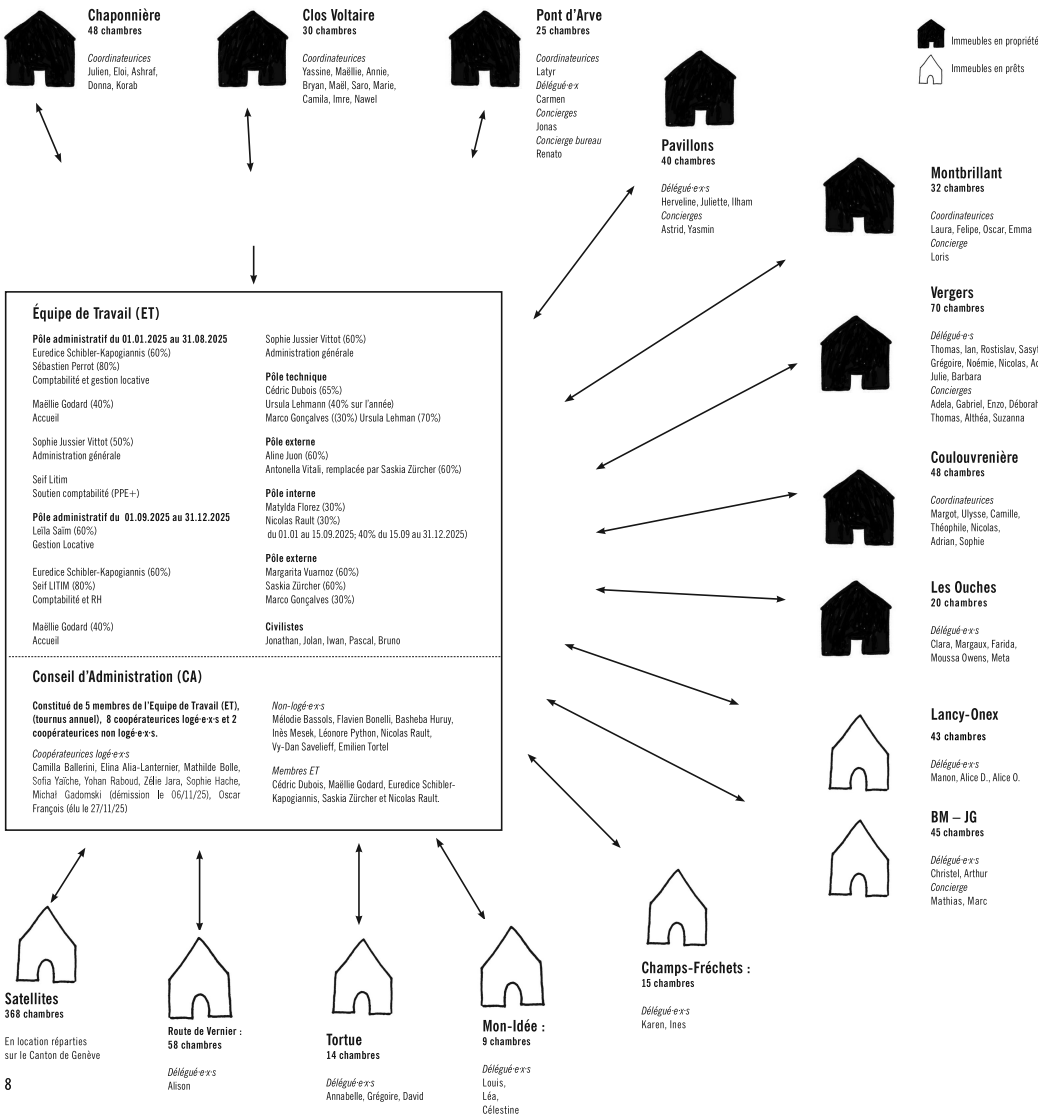 Chaponnière
48 chambres
Coordinateurices
Julien, Eloi, Ashraf,
Donna, Korab
Clos Voltaire
30 chambres
Coordinateurices
Yassine, Maëllie, Annie,
Bryan, Maël, Saro, Marie,
Camila, Imre, Nawel
Pont d'Arve
25 chambres
Coordinateurices
Latyr
Délégué·e·x
Carmen
Concierges
Jonas
Concierge bureau
Renato
Immeubles en propriété
Immeubles en prêts
Pavillons
40 chambres
Délégué·e·x·s
Herveline, Juliette, Ilham
Concierges
Astrid, Yasmin
Montbrillant
32 chambres
Coordinateurices
Laura, Felipe, Oscar, Emma
Concierge
Loris
Vergers
70 chambres
Délégué·e·s
Thomas, Ian, Rostislav,
Grégoire, Noémie, Nicolas,
Julie, Barbara
Concierges
Adela, Gabriel, Enzo, Déborah
Thomas, Althéa, Suzanna
Coulouvrenière
48 chambres
Coordinateurices
Margot, Ulysse, Camille,
Théophile, Nicolas,
Adrian, Sophie
Les Ouches
20 chambres
Délégué·e·x·s
Clara, Margaux, Farida,
Moussa Owens, Meta
Lancy-Onex
43 chambres
Délégué·e·x·s
Manon, Alice D., Alice O.
BM – JG
45 chambres
Délégué·e·x·s
Christel, Arthur
Concierge
Mathias, Marc
Équipe de Travail (ET)
Pôle administratif du 01.01.2025 au 31.08.2025
Euredice Schibler-Kapogiannis (60%)
Sébastien Perrot (80%)
Comptabilité et gestion locative
Maëllie Godard (40%)
Accueil
Sophie Jussier Vittot (50%)
Administration générale
Seif Litim
Soutien comptabilité (PPE+)
Pôle administratif du 01.09.2025 au 31.12.2025
Leïla Saïm (60%)
Gestion Locative
Euredice Schibler-Kapogiannis (60%)
Seif LITIM (80%)
Comptabilité et RH
Maëllie Godard (40%)
Accueil
Sophie Jussier Vittot (60%)
Administration générale
Pôle technique
Cédric Dubois (65%)
Ursula Lehmann (40% sur l'année)
Marco Gonçalves ((30%) Ursula Lehman (70%)
Pôle externe
Aline Juon (60%)
Antonella Vitali, remplacée par Saskia Zürcher (60%)
Pôle interne
Matylda Florez (30%)
Nicolas Rault (30%)
du 01.01 au 15.09.2025; 40% du 15.09 au 31.12.2025)
Pôle externe
Margarita Vuarnoz (60%)
Saskia Zürcher (60%)
Marco Gonçalves (30%)
Civilistes
Jonathan, Jolan, Iwan, Pascal, Bruno
Conseil d'Administration (CA)
Constitué de 5 membres de l'Equipe de Travail (ET),
(tournus annuel), 8 coopérateurices logé·e·x·s et 2
coopérateurices non logé·e·x·s.
Coopérateurices logé·e·x·s
Camilla Ballerini, Elina Alia-Lanternier, Mathilde Bolle,
Sofia Yaïche, Yohan Raboud, Zélie Jara, Sophie Hache,
Michał Gadomski (démission le 06/11/25), Oscar
François (élu le 27/11/25)
Non-logé·e·x·s
Mélodie Bassols, Flavien Bonelli, Basheba Huruy,
Inès Mesek, Léonore Python, Nicolas Rault,
Vy-Dan Savelieff, Emilien Tortel
Membres ET
Cédric Dubois, Maëllie Godard, Euredice Schibler-
Kapogiannis, Saskia Zürcher et Nicolas Rault.
Satellites
368 chambres
En location réparties
sur le Canton de Genève
Route de Vernier :
58 chambres
Délégué·e·x·s
Alison
Tortue
14 chambres
Délégué·e·x·s
Annabelle, Grégoire, David
Mon-Idée :
9 chambres
Délégué·e·x·s
Louis,
Léa,
Célestine
Champs-Fréchets :
15 chambres
Délégué·e·x·s
Karen, Ines
8